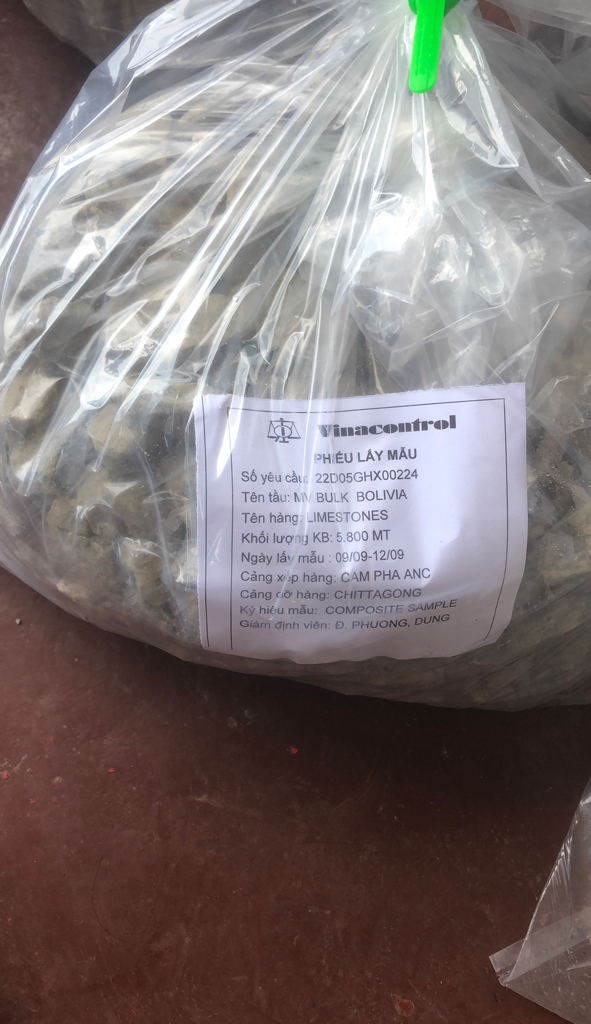 Vinacontrol
PHIẾU LẤY MẪU
Số yêu cầu: 22D05GHX00224
Tên tầu: MV BULK BOLIVIA
Tên hàng: LIMESTONES
Khối lượng KB: 5.800 MT
Ngày lấy mẫu : 09/09-12/09
Cảng xếp hàng: CAM PHA ANC
Cảng dỡ hàng: CHITTAGONG
Ký hiệu mẫu: COMPOSITE SAMPLE
Giám định viên: Đ. PHUONG, DUNG